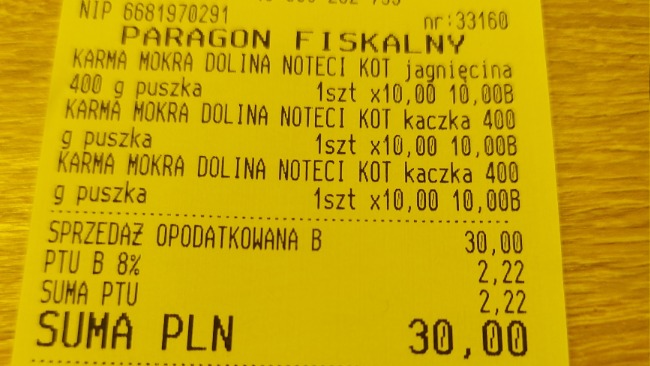 NIP 6681970291
nr:33160
PARAGON FISKALNY
KARMA MOKRA DOLINA NOTECI KOT jagnięcina
400 g puszka 1szt x10,00 10,00B
KARMA MOKRA DOLINA NOTECI KOT kaczka 400
g puszka 1szt x10,00 10,00B
KARMA MOKRA DOLINA NOTECI KOT kaczka 400
g puszka 1szt x10,00 10,00B
SPRZEDAŻ OPODATKOWANA B 30,00
PTU B 8% 2,22
SUMA PTU 2,22
SUMA PLN 30,00